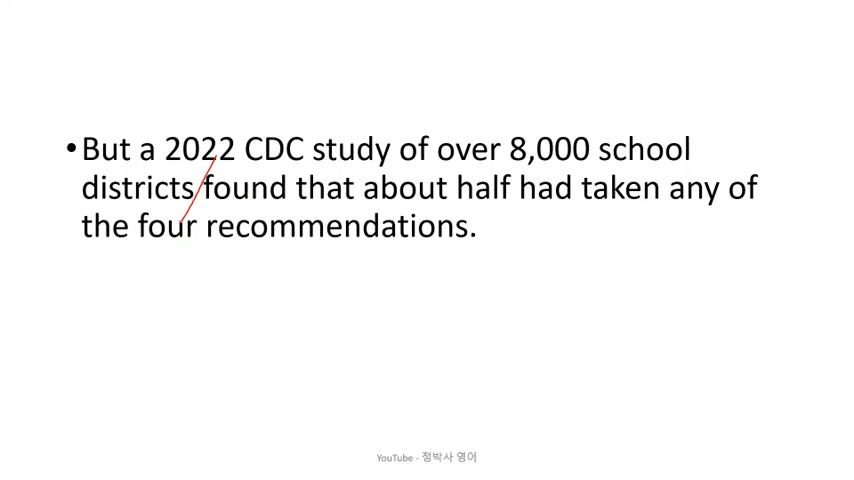 •But a 2022 CDC study of over 8,000 school
districts found that about half had taken any of
the four recommendations.
YouTube - 정박사 영어